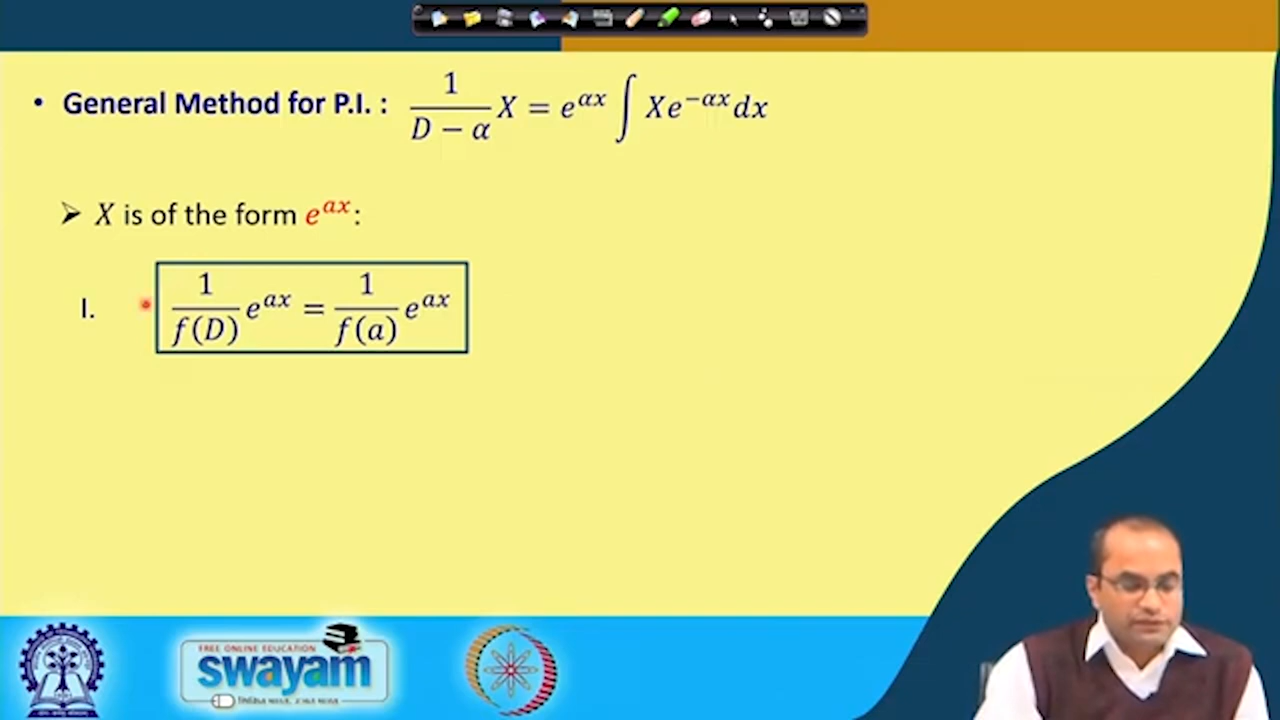 • General Method for P.I. : 1/(D − α) X = e^{αx} ∫ Xe^{−αx} dx
➢ X is of the form e^{ax}:
I. 1/f(D) e^{ax} = 1/f(a) e^{ax}
FREE ONLINE EDUCATION
swayam